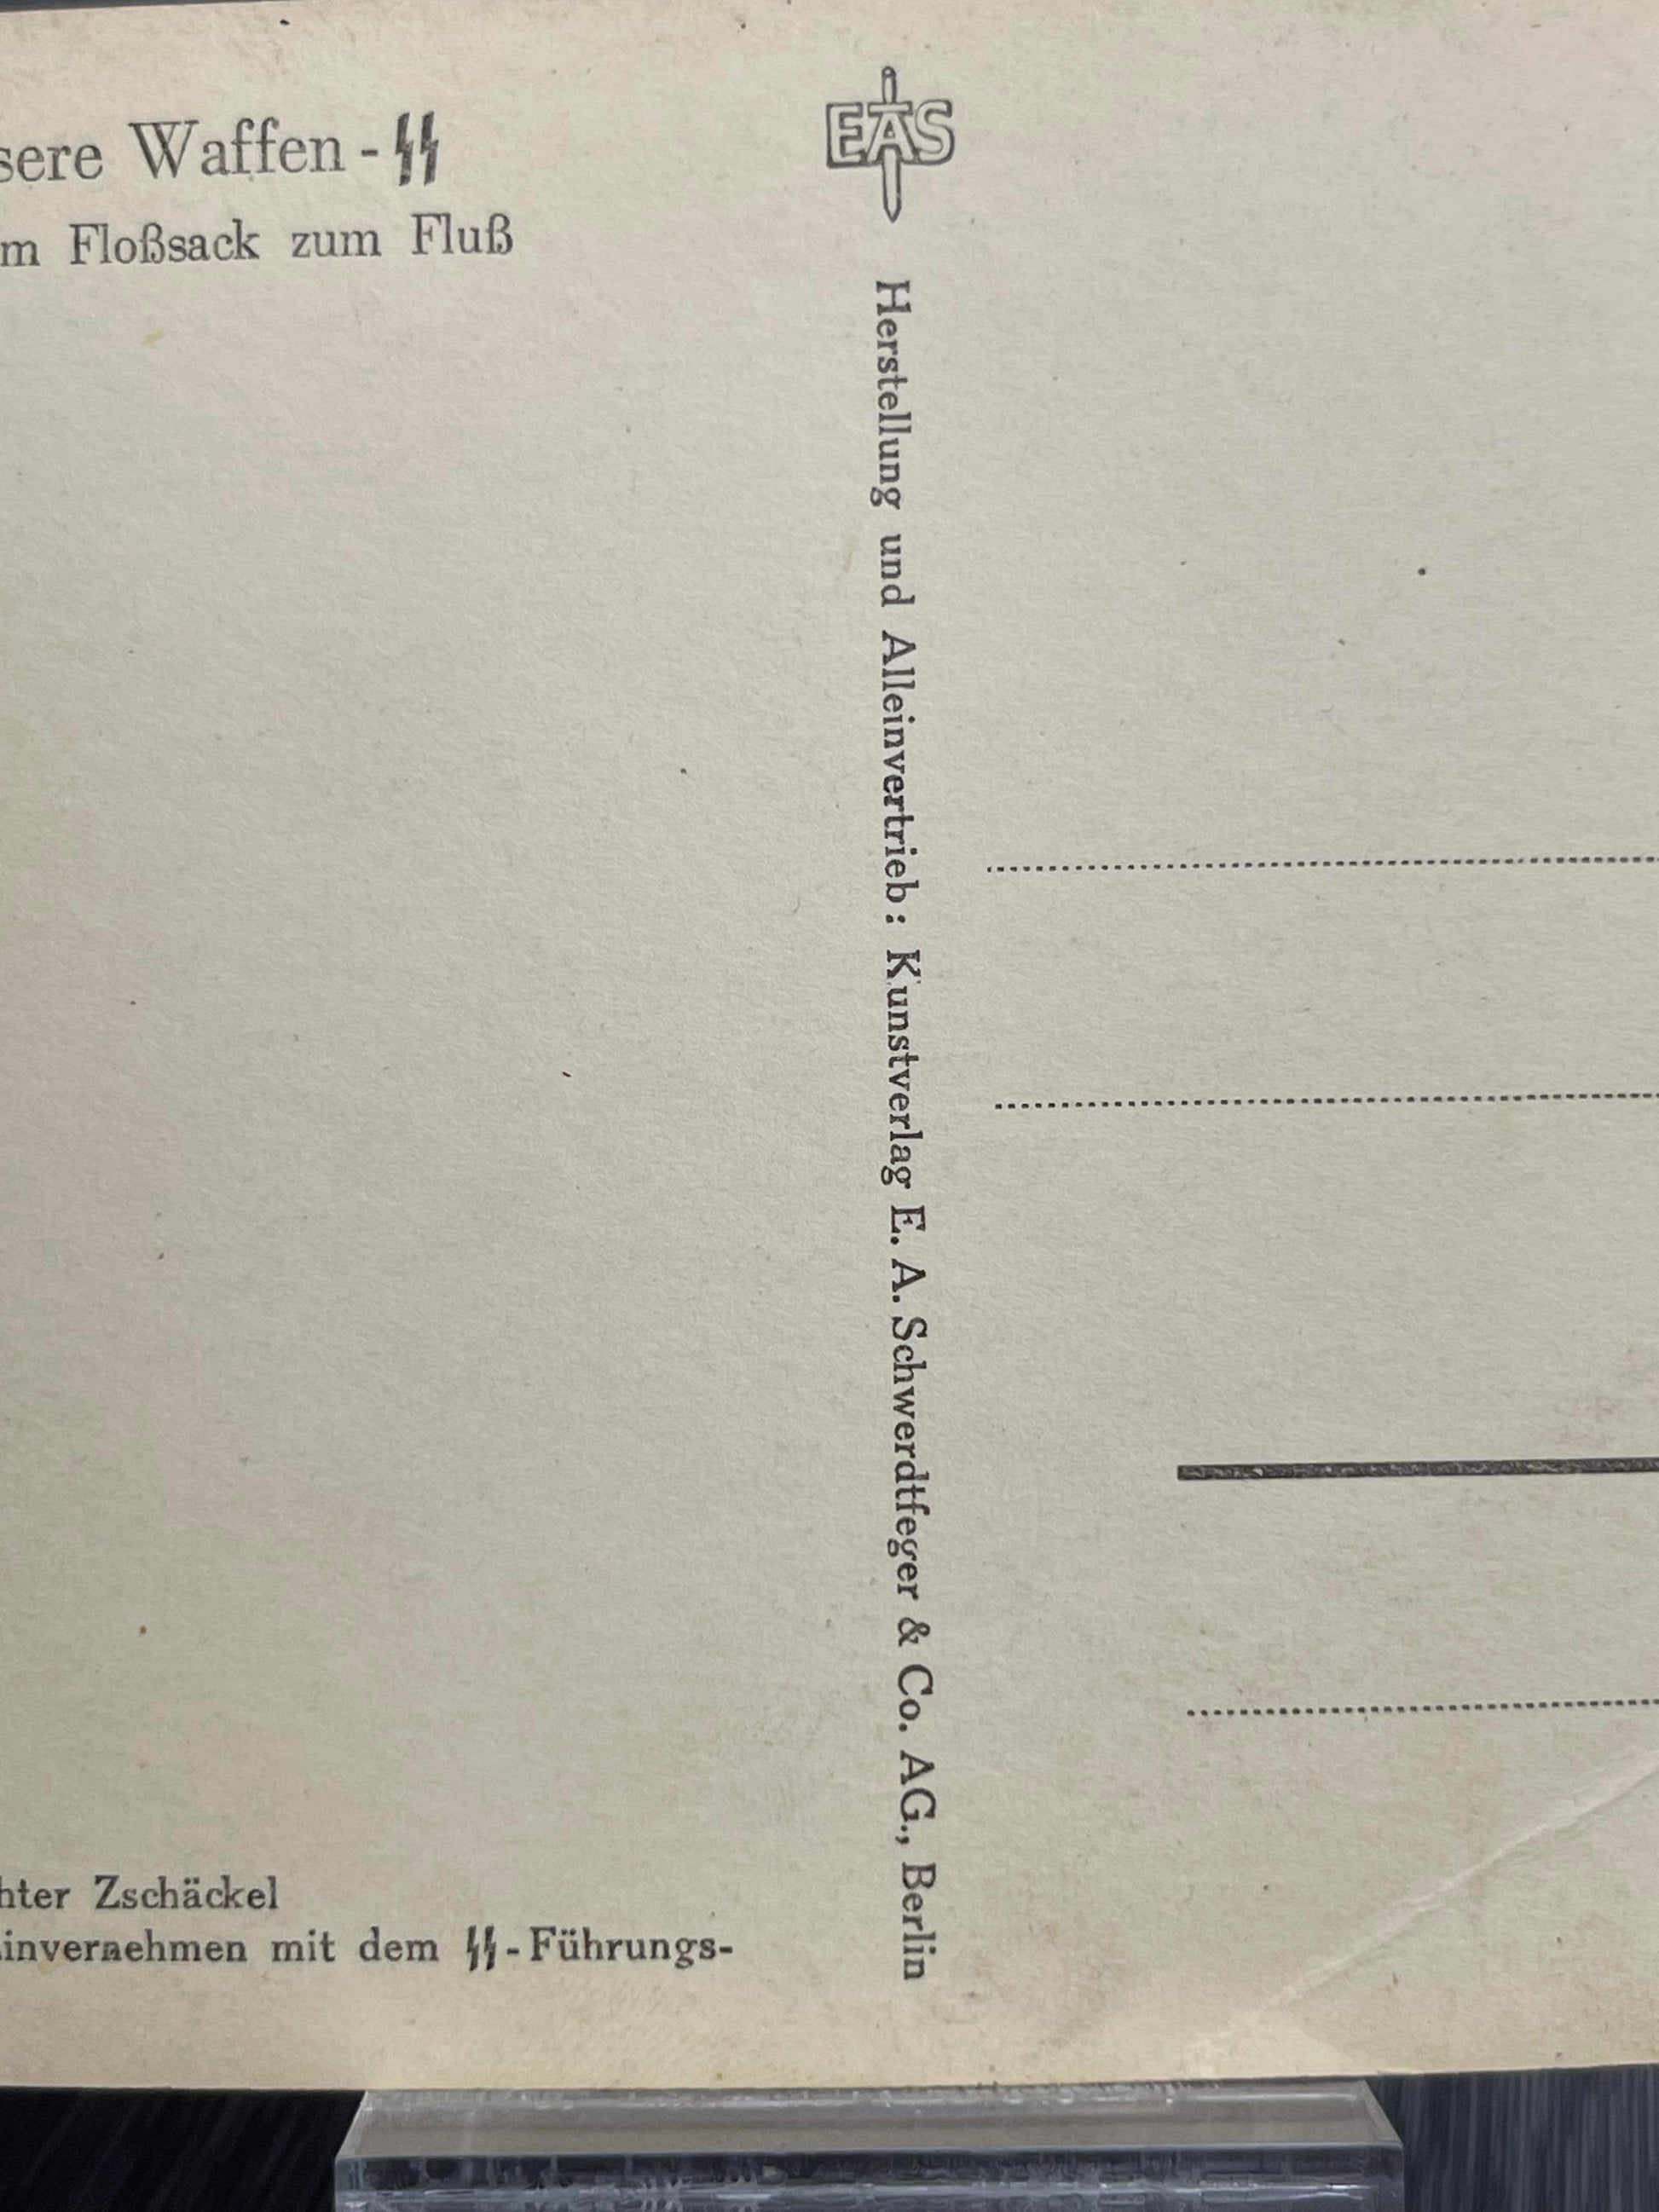 sere Waffen-ᛋᛋ
m Floßsack zum Fluß
EAS
Herstellung und Alleinvertrieb: Kunstverlag E. A. Schwerdtfeger & Co. AG., Berlin
hter Zschäckel
invernehmen mit dem ᛋᛋ-Führungs-